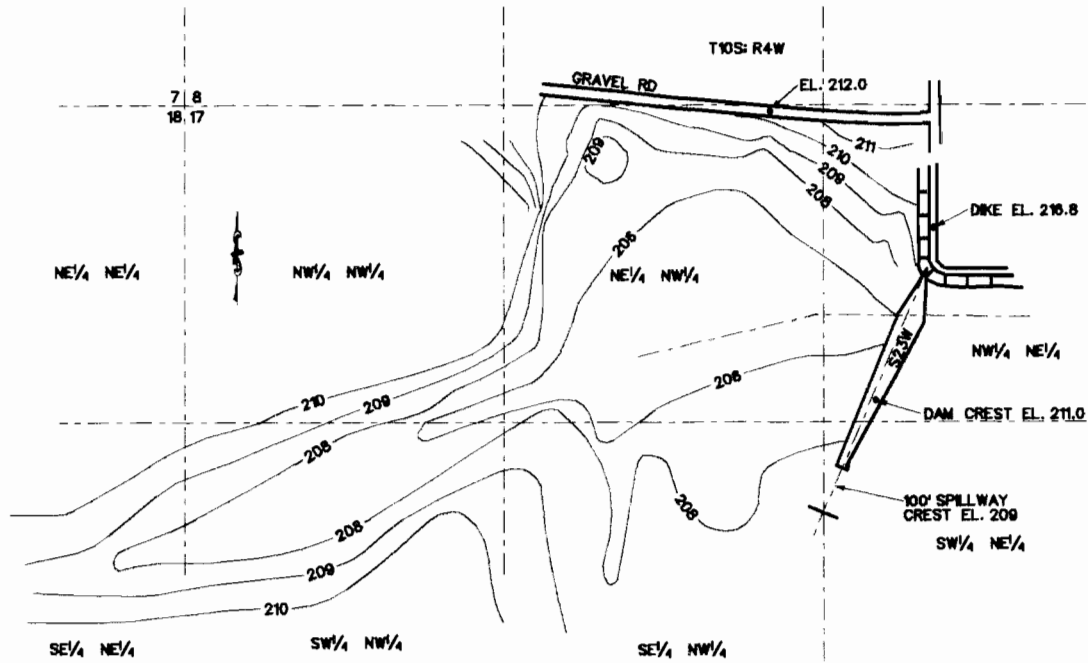 T10S: R4W
GRAVEL RD
EL. 212.0
7 8
18 17
211
210
209
208
209
DIKE EL. 216.8
206
NE¼ NE¼
NW¼ NW¼
NE¼ NW¼
S23W
NW¼ NE¼
206
210
209
DAM CREST EL. 211.0
208
208
100' SPILLWAY
CREST EL. 209
208
SW¼ NE¼
209
210
SE¼ NE¼
SW¼ NW¼
SE¼ NW¼